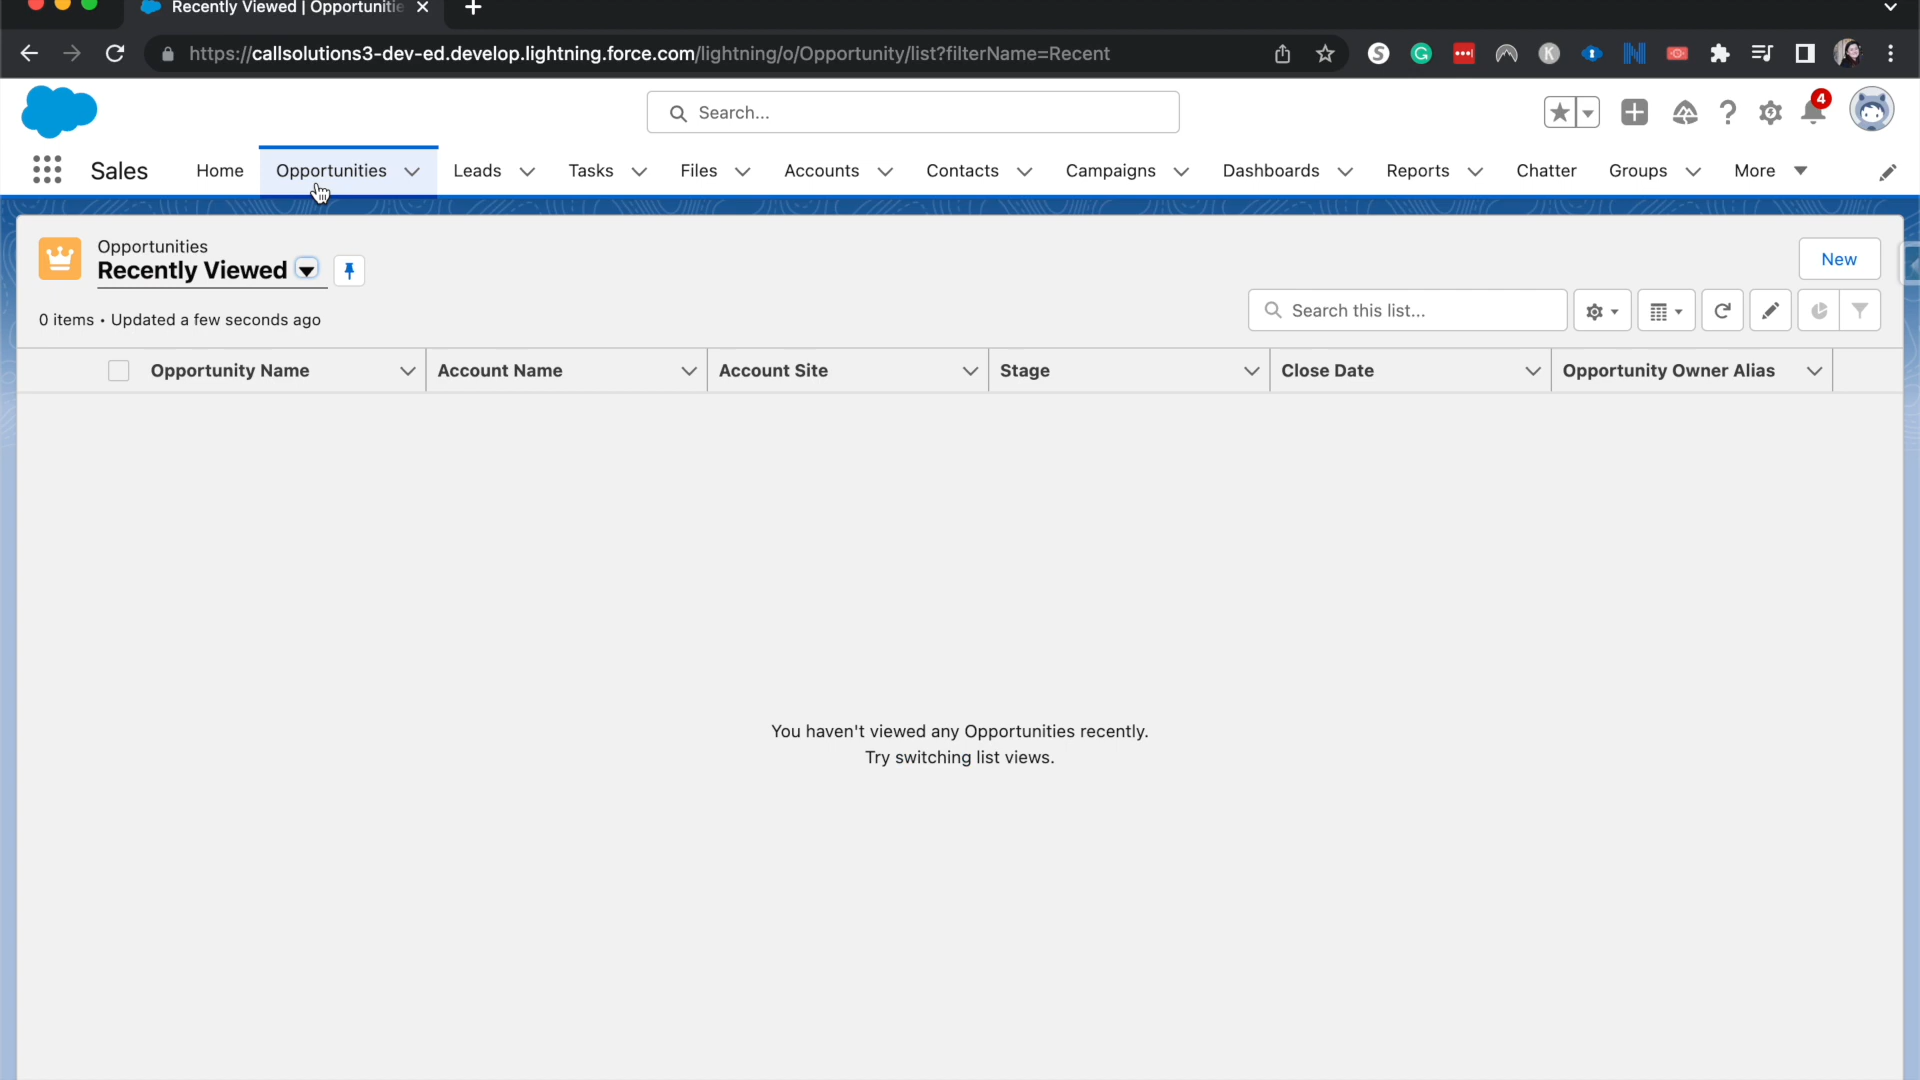 Recently Viewed | Opportunitie
https://callsolutions3-dev-ed.develop.lightning.force.com/lightning/o/Opportunity/list?filterName=Recent
Search...
4
Sales Home Opportunities Leads Tasks Files Accounts Contacts Campaigns Dashboards Reports Chatter Groups More
Opportunities
Recently Viewed
New
0 items • Updated a few seconds ago
Search this list...
Opportunity Name Account Name Account Site Stage Close Date Opportunity Owner Alias
You haven't viewed any Opportunities recently.
Try switching list views.